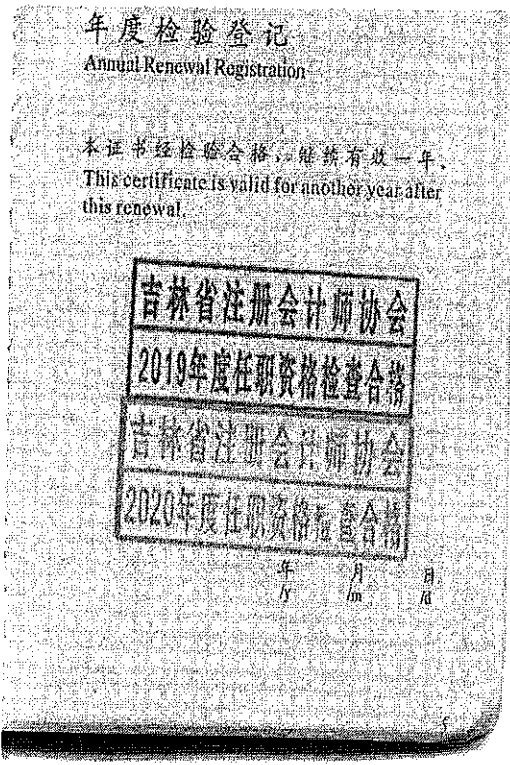 年度检验登记
Annual Renewal Registration
本证书经检验合格，继续有效一年。
This certificate is valid for another year after
this renewal.
吉林省注册会计师协会
2019年度任职资格检查合格
吉林省注册会计师协会
2020年度任职资格检查合格
年 月 日
/y /m /d
5